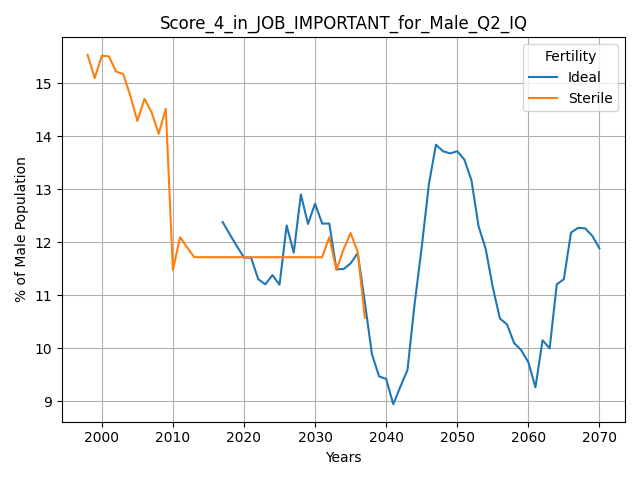 Score_4_in_JOB_IMPORTANT_for_Male_Q2_IQ
Fertility
Ideal
Sterile
% of Male Population
15
14
13
12
11
10
9
2000 2010 2020 2030 2040 2050 2060 2070
Years